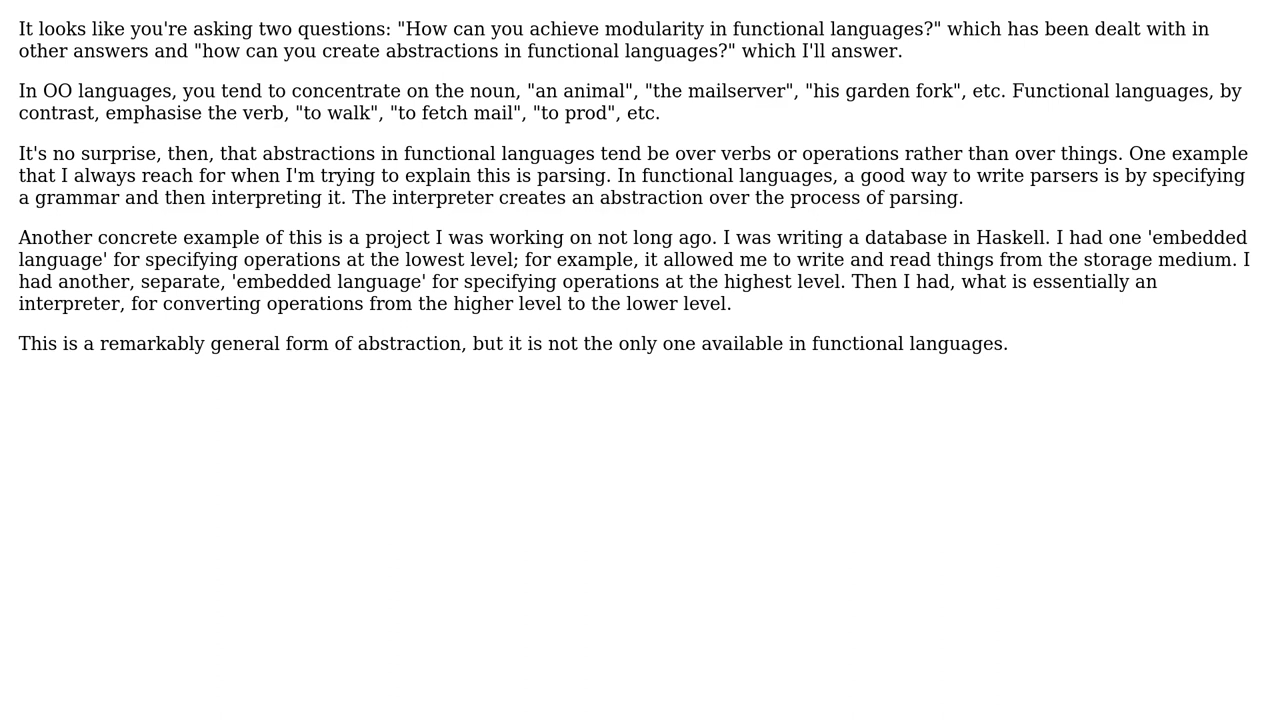 It looks like you're asking two questions: "How can you achieve modularity in functional languages?" which has been dealt with in
other answers and "how can you create abstractions in functional languages?" which I'll answer.
In OO languages, you tend to concentrate on the noun, "an animal", "the mailserver", "his garden fork", etc. Functional languages, by
contrast, emphasise the verb, "to walk", "to fetch mail", "to prod", etc.
It's no surprise, then, that abstractions in functional languages tend be over verbs or operations rather than over things. One example
that I always reach for when I'm trying to explain this is parsing. In functional languages, a good way to write parsers is by specifying
a grammar and then interpreting it. The interpreter creates an abstraction over the process of parsing.
Another concrete example of this is a project I was working on not long ago. I was writing a database in Haskell. I had one 'embedded
language' for specifying operations at the lowest level; for example, it allowed me to write and read things from the storage medium. I
had another, separate, 'embedded language' for specifying operations at the highest level. Then I had, what is essentially an
interpreter, for converting operations from the higher level to the lower level.
This is a remarkably general form of abstraction, but it is not the only one available in functional languages.